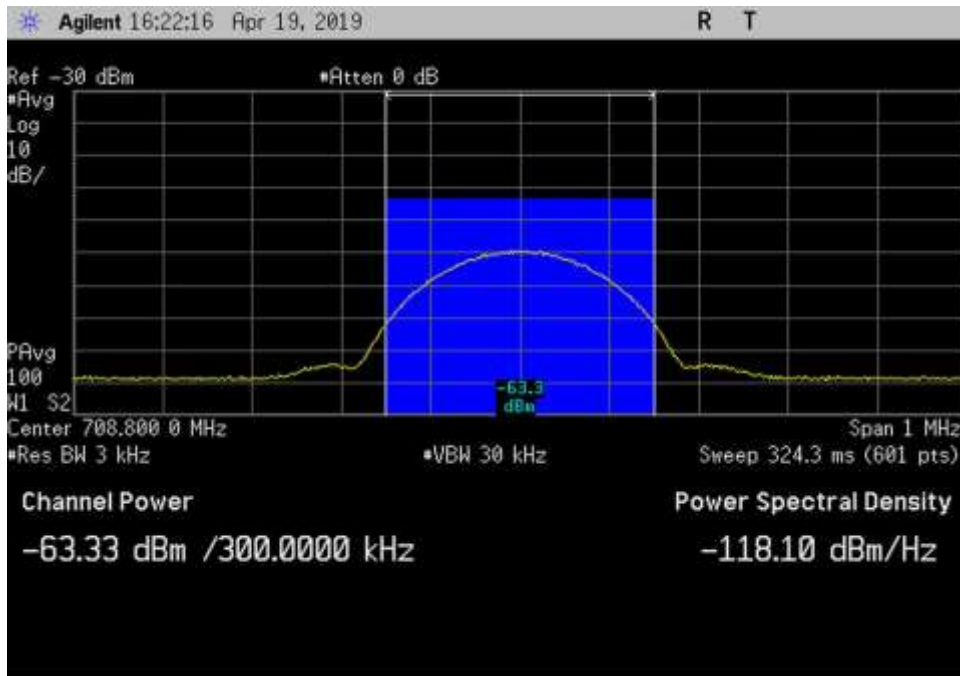 Agilent 16:22:16 Apr 19, 2019 R T
Ref -30 dBm #Atten 0 dB
#Avg
Log
10
dB/
PAvg
100
W1 S2
-63.3
dBm
Center 708.800 0 MHz Span 1 MHz
#Res BW 3 kHz #VBW 30 kHz Sweep 324.3 ms (601 pts)
Channel Power Power Spectral Density
-63.33 dBm /300.0000 kHz -118.10 dBm/Hz